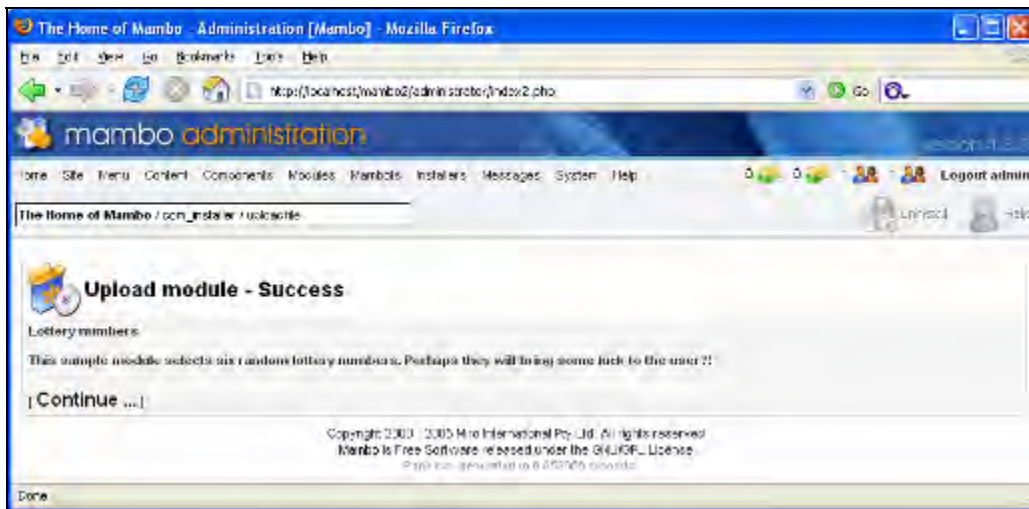 The Home of Mambo - Administration [Mambo] - Mozilla Firefox
File Edit View Go Bookmarks Tools Help
http://localhost/mambo2/administrator/index2.php
Go
mambo administration
Home Site Menu Content Components Modules Mambots Installers Messages System Help 0 0 Logout admin
The Home of Mambo / com_installer / uploadfile
Uninstall Help
Upload module - Success
Lottery numbers
This sample module selects six random lottery numbers. Perhaps they will bring some luck to the user?!
[ Continue ...]
Copyright 2000 - 2005 Miro International Pty Ltd. All rights reserved
Mambo is Free Software released under the GNU/GPL License.
Done